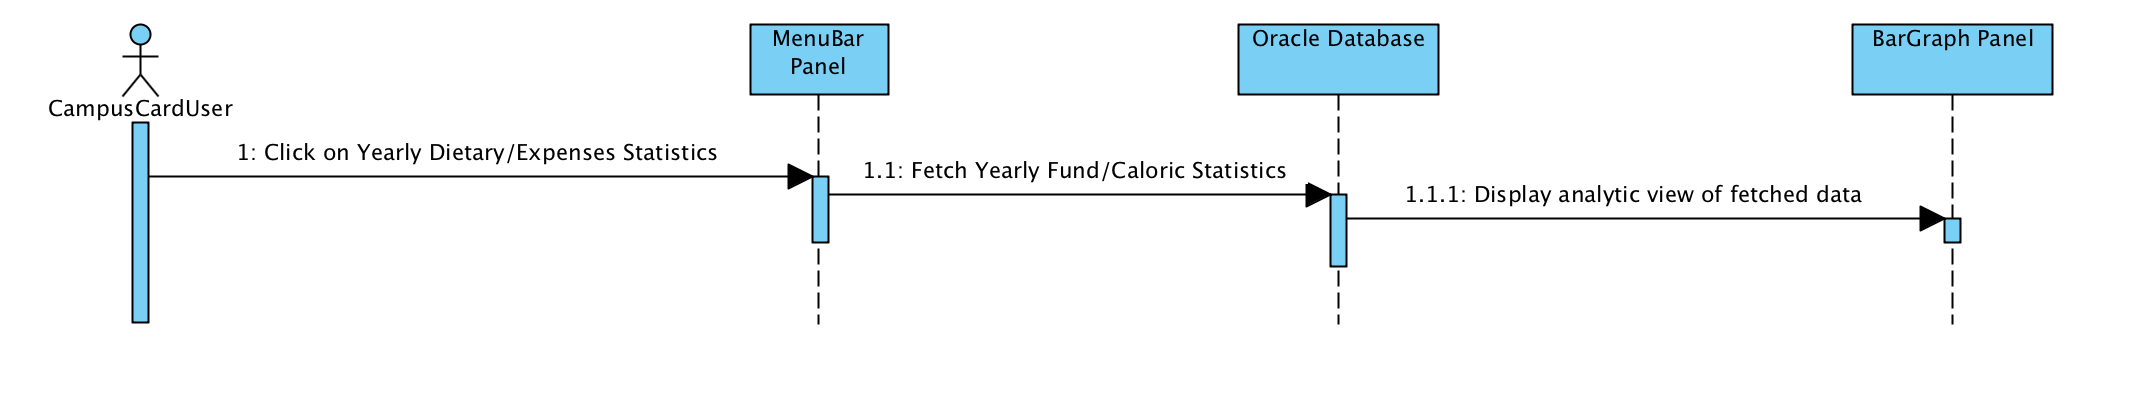 CampusCardUser
MenuBar
Panel
Oracle Database
BarGraph Panel
1: Click on Yearly Dietary/Expenses Statistics
1.1: Fetch Yearly Fund/Caloric Statistics
1.1.1: Display analytic view of fetched data